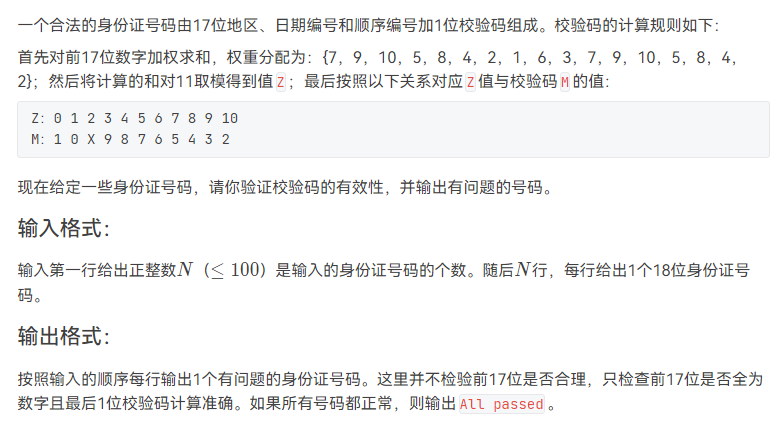 一个合法的身份证号码由17位地区、日期编号和顺序编号加1位校验码组成。校验码的计算规则如下：
首先对前17位数字加权求和，权重分配为：{7，9，10，5，8，4，2，1，6，3，7，9，10，5，8，4，
2}；然后将计算的和对11取模得到值Z；最后按照以下关系对应Z值与校验码M的值：
Z：0 1 2 3 4 5 6 7 8 9 10
M：1 0 X 9 8 7 6 5 4 3 2
现在给定一些身份证号码，请你验证校验码的有效性，并输出有问题的号码。
输入格式：
输入第一行给出正整数N（≤ 100）是输入的身份证号码的个数。随后N行，每行给出1个18位身份证号
码。
输出格式：
按照输入的顺序每行输出1个有问题的身份证号码。这里并不检验前17位是否合理，只检查前17位是否全为
数字且最后1位校验码计算准确。如果所有号码都正常，则输出All passed。